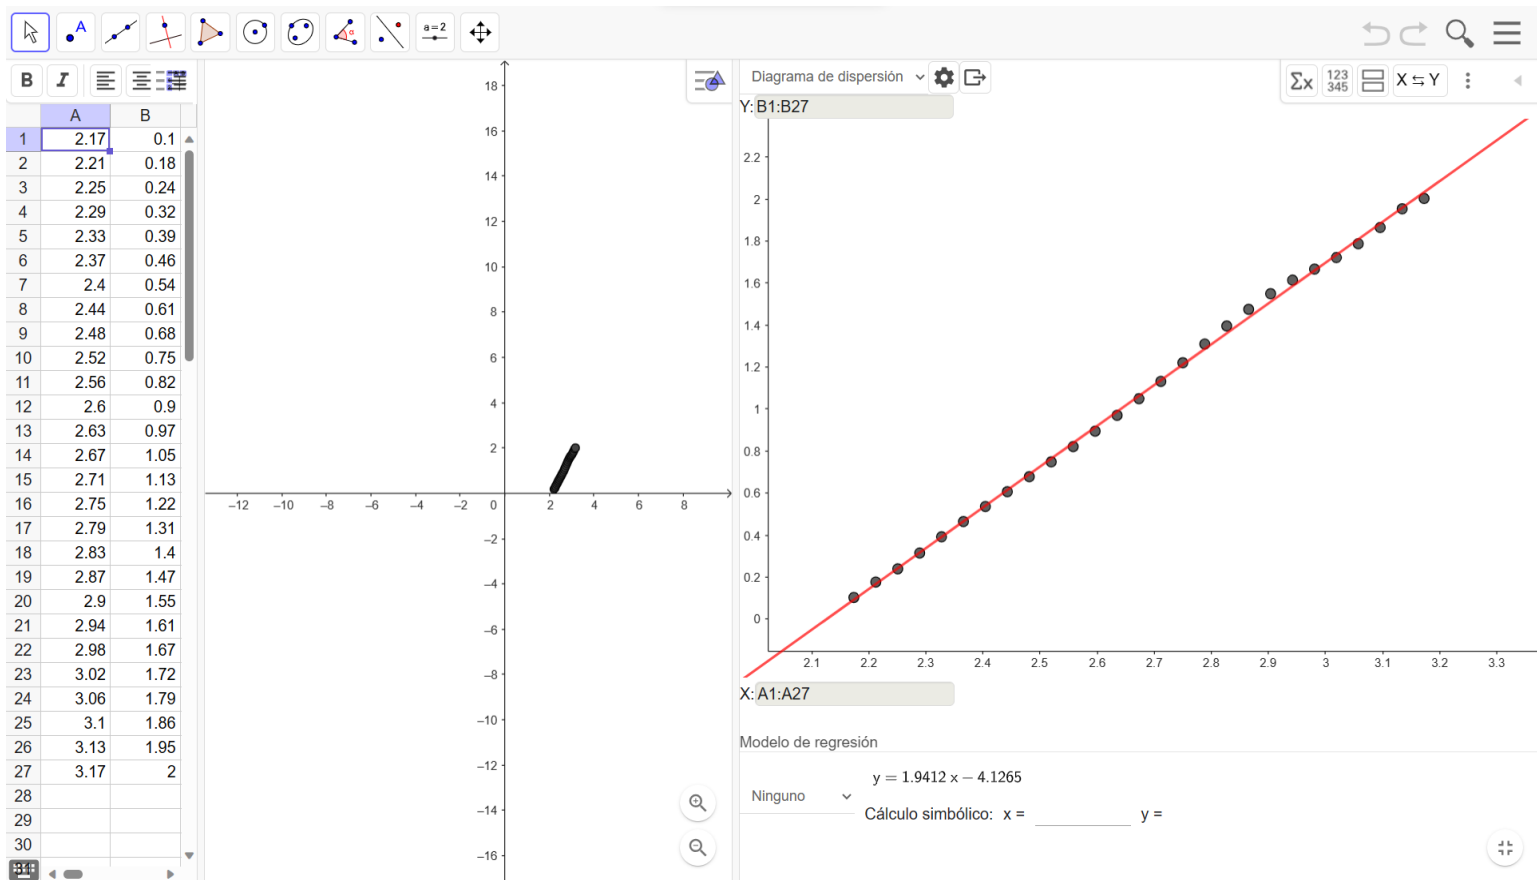 A
α
a=2
B I
A B
1 2.17 0.1
2 2.21 0.18
3 2.25 0.24
4 2.29 0.32
5 2.33 0.39
6 2.37 0.46
7 2.4 0.54
8 2.44 0.61
9 2.48 0.68
10 2.52 0.75
11 2.56 0.82
12 2.6 0.9
13 2.63 0.97
14 2.67 1.05
15 2.71 1.13
16 2.75 1.22
17 2.79 1.31
18 2.83 1.4
19 2.87 1.47
20 2.9 1.55
21 2.94 1.61
22 2.98 1.67
23 3.02 1.72
24 3.06 1.79
25 3.1 1.86
26 3.13 1.95
27 3.17 2
28
29
30
31
18
16
14
12
10
8
6
4
2
–12 –10 –8 –6 –4 –2 0 2 4 6 8
–2
–4
–6
–8
–10
–12
–14
–16
Diagrama de dispersión
Σx 123 345 X ⇆ Y
Y: B1:B27
2.2
2
1.8
1.6
1.4
1.2
1
0.8
0.6
0.4
0.2
0
2.1 2.2 2.3 2.4 2.5 2.6 2.7 2.8 2.9 3 3.1 3.2 3.3
X: A1:A27
Modelo de regresión
y = 1.9412 x – 4.1265
Ninguno
Cálculo simbólico: x = y =